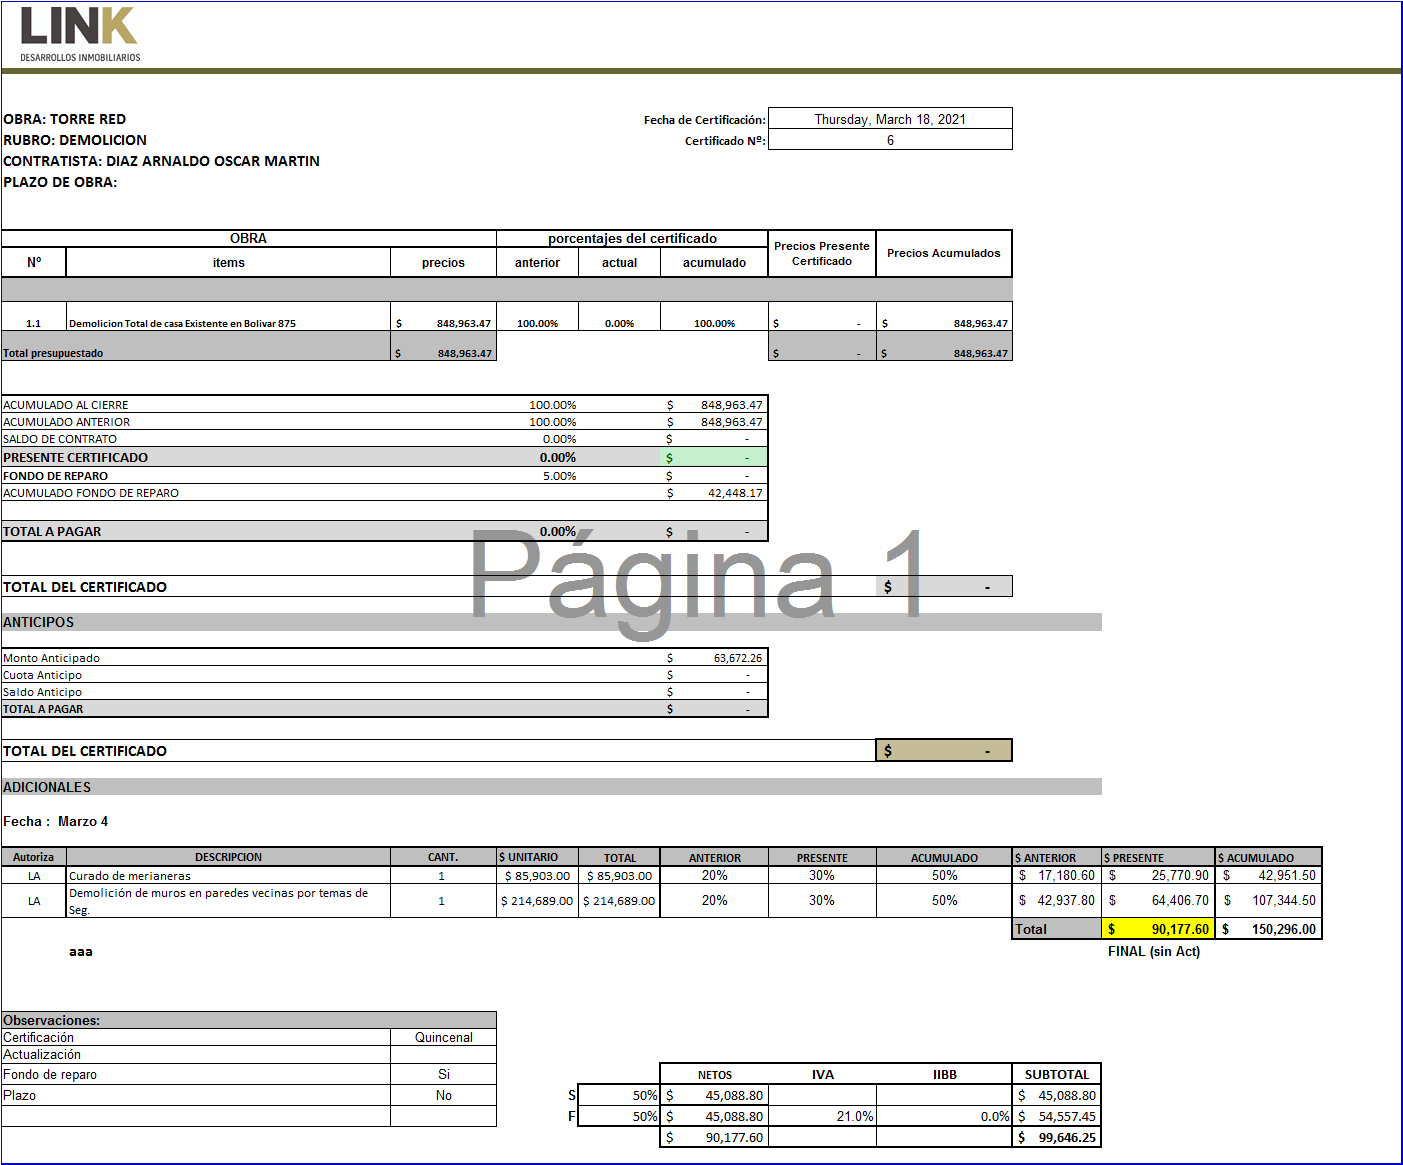 LINK
DESARROLLOS INMOBILIARIOS
OBRA: TORRE RED
Fecha de Certificación: Thursday, March 18, 2021
RUBRO: DEMOLICION
Certificado Nº: 6
CONTRATISTA: DIAZ ARNALDO OSCAR MARTIN
PLAZO DE OBRA:
OBRA porcentajes del certificado Precios Presente Certificado Precios Acumulados
Nº items precios anterior actual acumulado
1.1 Demolicion Total de casa Existente en Bolivar 875 $ 848,963.47 100.00% 0.00% 100.00% $ - $ 848,963.47
Total presupuestado $ 848,963.47 $ - $ 848,963.47
ACUMULADO AL CIERRE 100.00% $ 848,963.47
ACUMULADO ANTERIOR 100.00% $ 848,963.47
SALDO DE CONTRATO 0.00% $ -
PRESENTE CERTIFICADO 0.00% $ -
FONDO DE REPARO 5.00% $ -
ACUMULADO FONDO DE REPARO $ 42,448.17
TOTAL A PAGAR 0.00% $ -
Página 1
TOTAL DEL CERTIFICADO $ -
ANTICIPOS
Monto Anticipado $ 63,672.26
Cuota Anticipo $ -
Saldo Anticipo $ -
TOTAL A PAGAR $ -
TOTAL DEL CERTIFICADO $ -
ADICIONALES
Fecha : Marzo 4
Autoriza DESCRIPCION CANT. $ UNITARIO TOTAL ANTERIOR PRESENTE ACUMULADO $ ANTERIOR $ PRESENTE $ ACUMULADO
LA Curado de merianeras 1 $ 85,903.00 $ 85,903.00 20% 30% 50% $ 17,180.60 $ 25,770.90 $ 42,951.50
LA Demolición de muros en paredes vecinas por temas de Seg. 1 $ 214,689.00 $ 214,689.00 20% 30% 50% $ 42,937.80 $ 64,406.70 $ 107,344.50
Total $ 90,177.60 $ 150,296.00
aaa FINAL (sin Act)
Observaciones:
Certificación Quincenal
Actualización
Fondo de reparo Si
Plazo No
NETOS IVA IIBB SUBTOTAL
S 50% $ 45,088.80 $ 45,088.80
F 50% $ 45,088.80 21.0% 0.0% $ 54,557.45
$ 90,177.60 $ 99,646.25